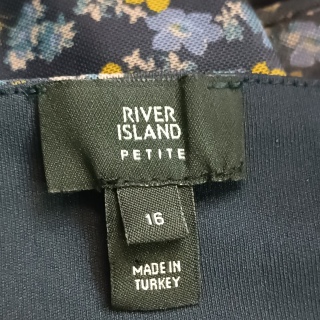 RIVER
ISLAND
PETITE
16
MADE IN
TURKEY